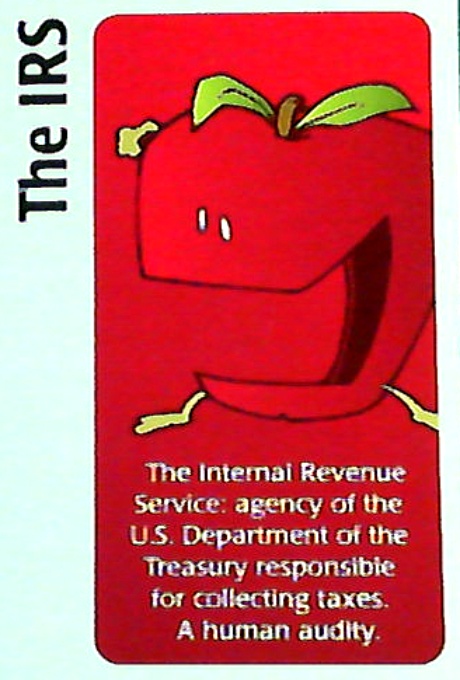 The IRS
The Internal Revenue
Service: agency of the
U.S. Department of the
Treasury responsible
for collecting taxes.
A human audity.